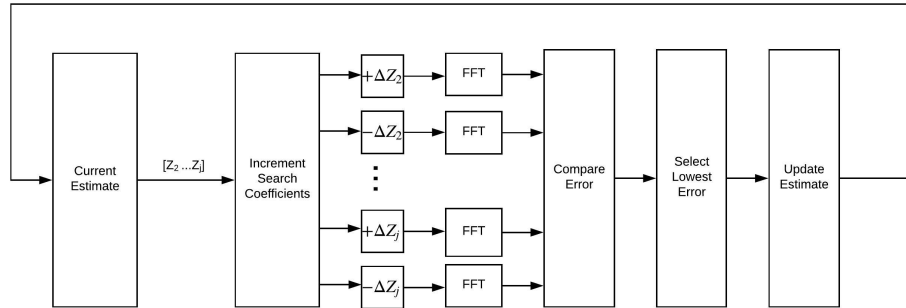 Current
Estimate
[Z₂ ...Zⱼ]
Increment
Search
Coefficients
+ΔZ₂
FFT
−ΔZ₂
FFT
⋮
+ΔZⱼ
FFT
−ΔZⱼ
FFT
Compare
Error
Select
Lowest
Error
Update
Estimate